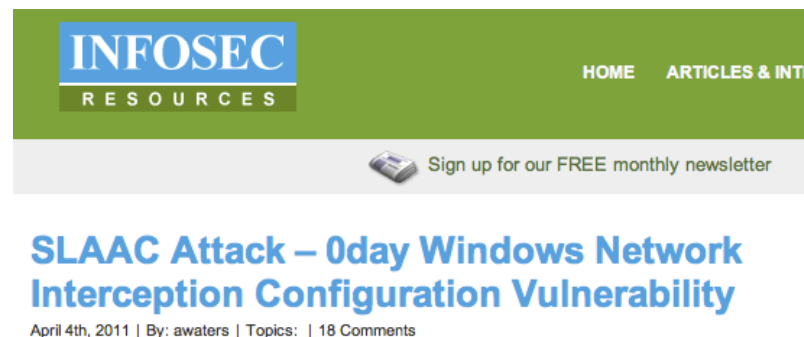 INFOSEC
RESOURCES
HOME ARTICLES &
Sign up for our FREE monthly newsletter
SLAAC Attack – 0day Windows Network
Interception Configuration Vulnerability
April 4th, 2011 | By: awaters | Topics: | 18 Comments